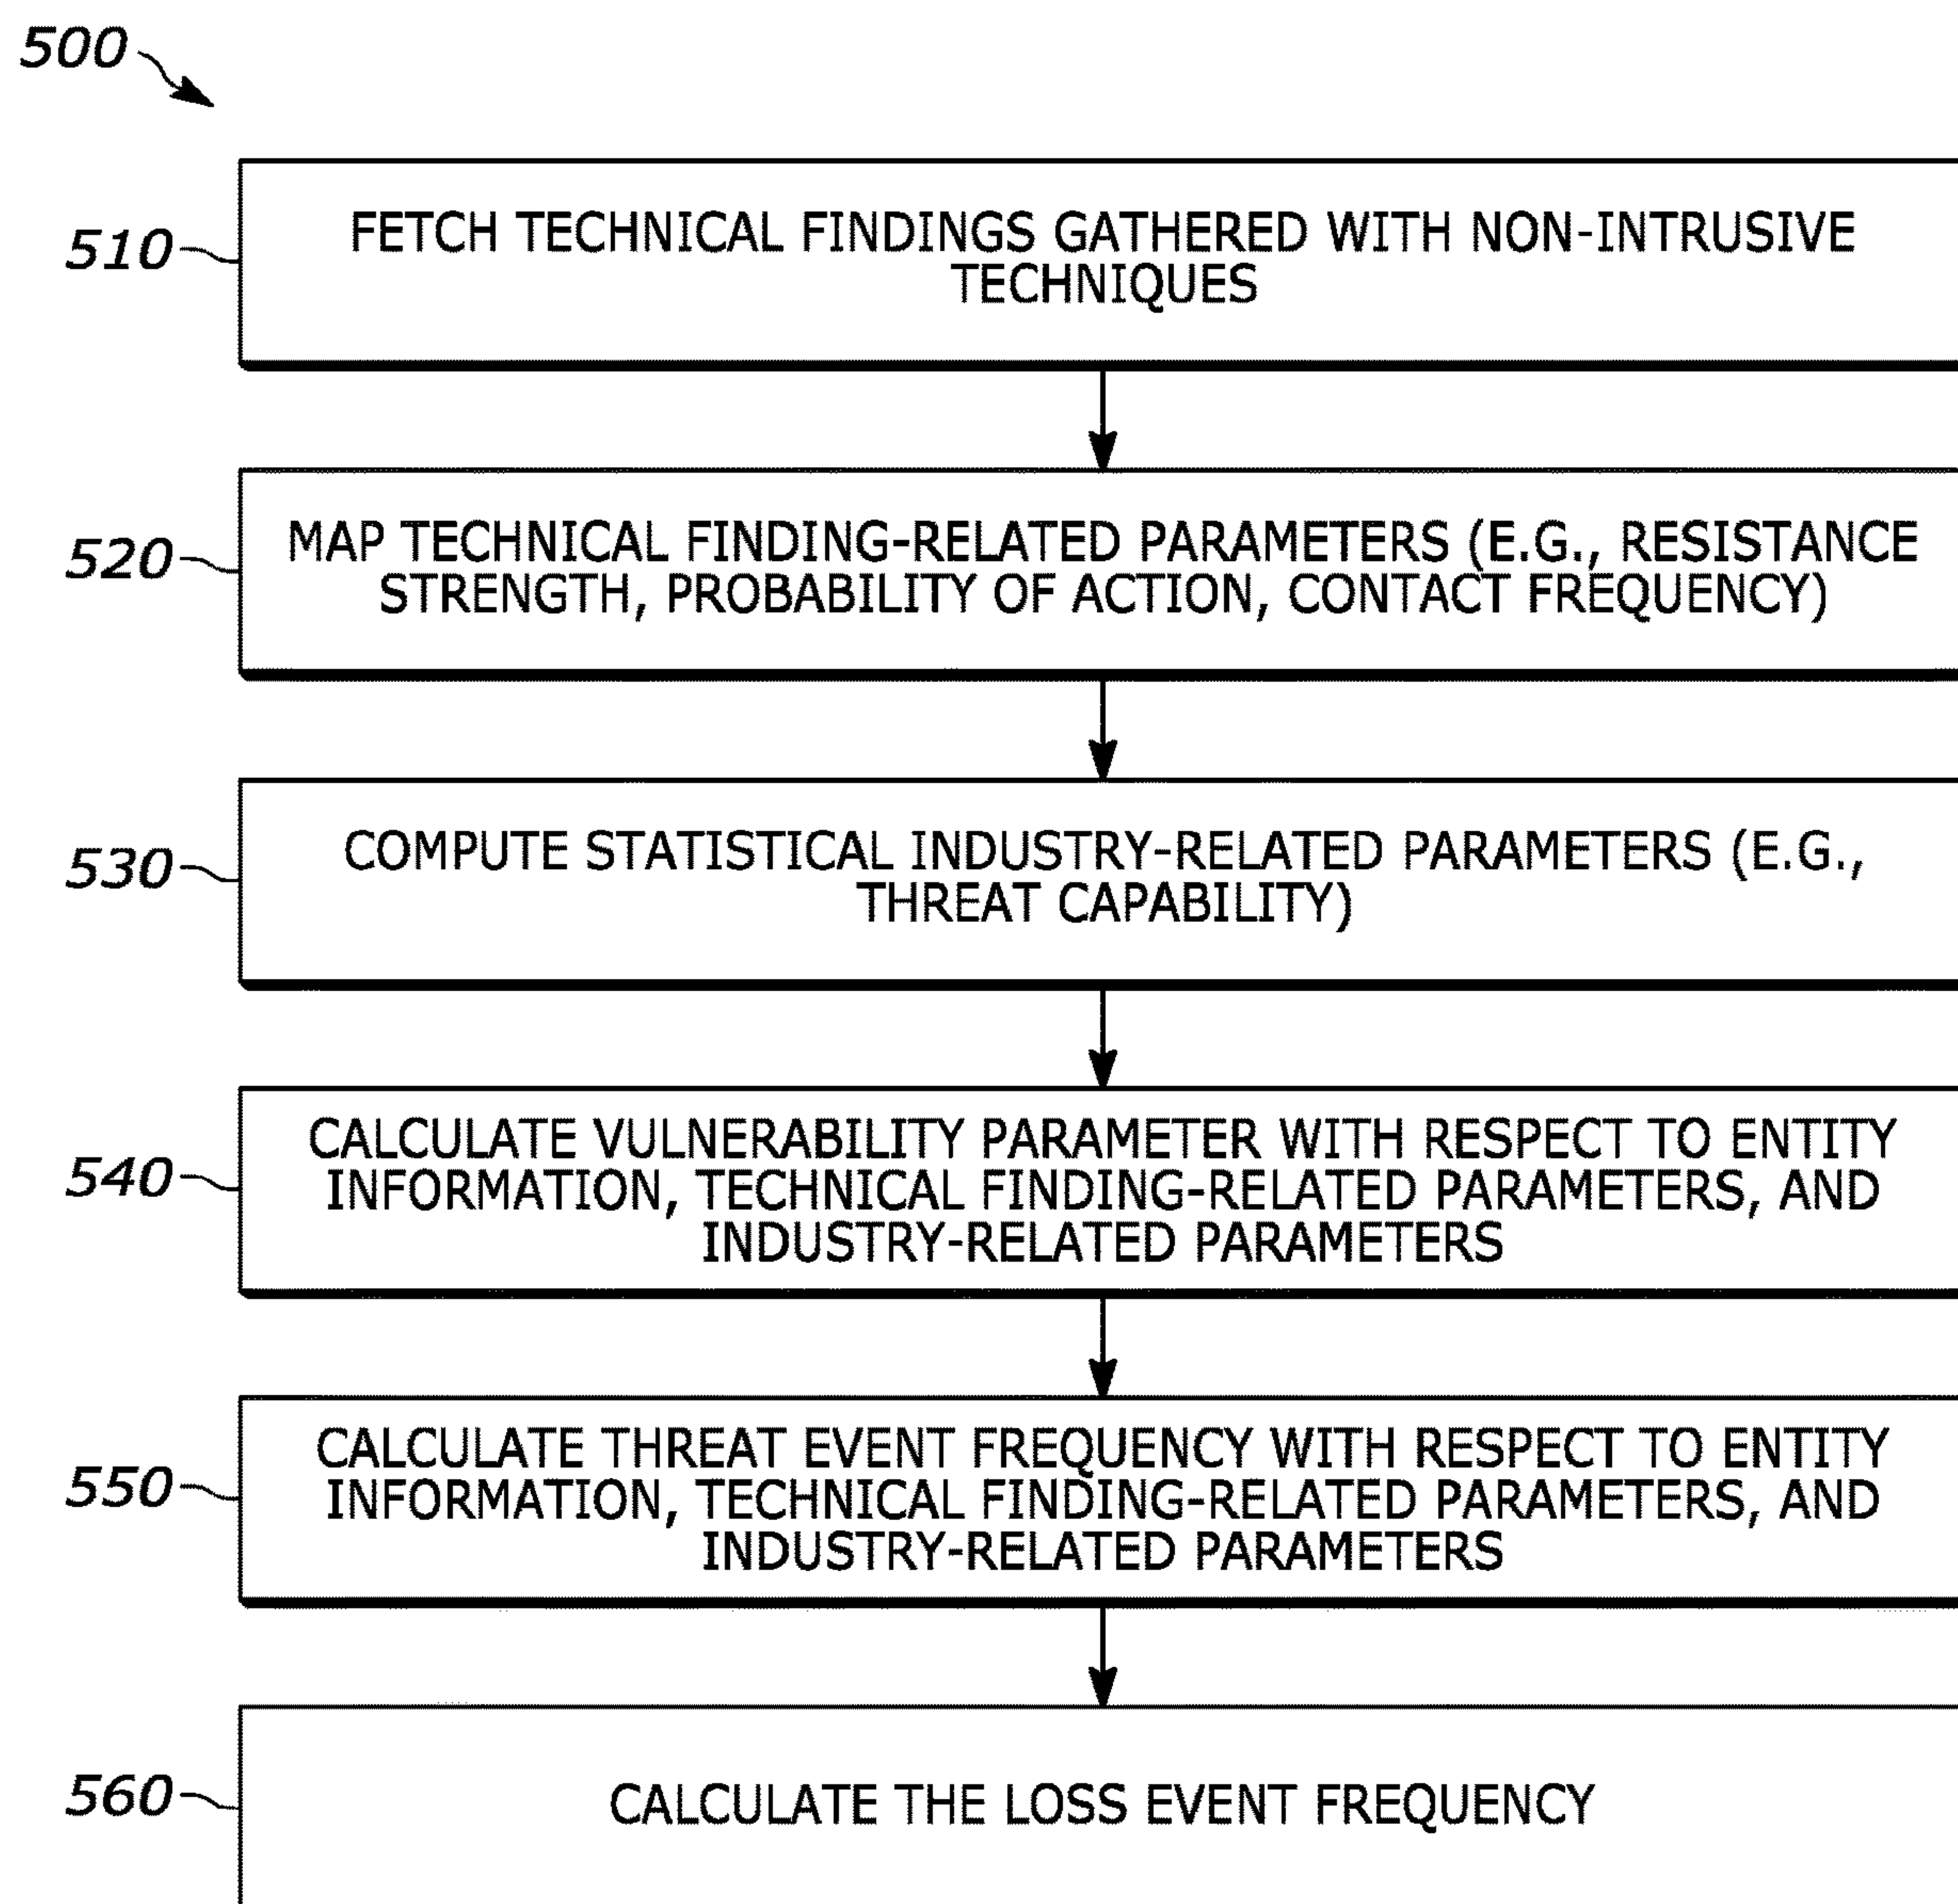 500
510
FETCH TECHNICAL FINDINGS GATHERED WITH NON-INTRUSIVE
TECHNIQUES
520
MAP TECHNICAL FINDING-RELATED PARAMETERS (E.G., RESISTANCE
STRENGTH, PROBABILITY OF ACTION, CONTACT FREQUENCY)
530
COMPUTE STATISTICAL INDUSTRY-RELATED PARAMETERS (E.G.,
THREAT CAPABILITY)
540
CALCULATE VULNERABILITY PARAMETER WITH RESPECT TO ENTITY
INFORMATION, TECHNICAL FINDING-RELATED PARAMETERS, AND
INDUSTRY-RELATED PARAMETERS
550
CALCULATE THREAT EVENT FREQUENCY WITH RESPECT TO ENTITY
INFORMATION, TECHNICAL FINDING-RELATED PARAMETERS, AND
INDUSTRY-RELATED PARAMETERS
560
CALCULATE THE LOSS EVENT FREQUENCY